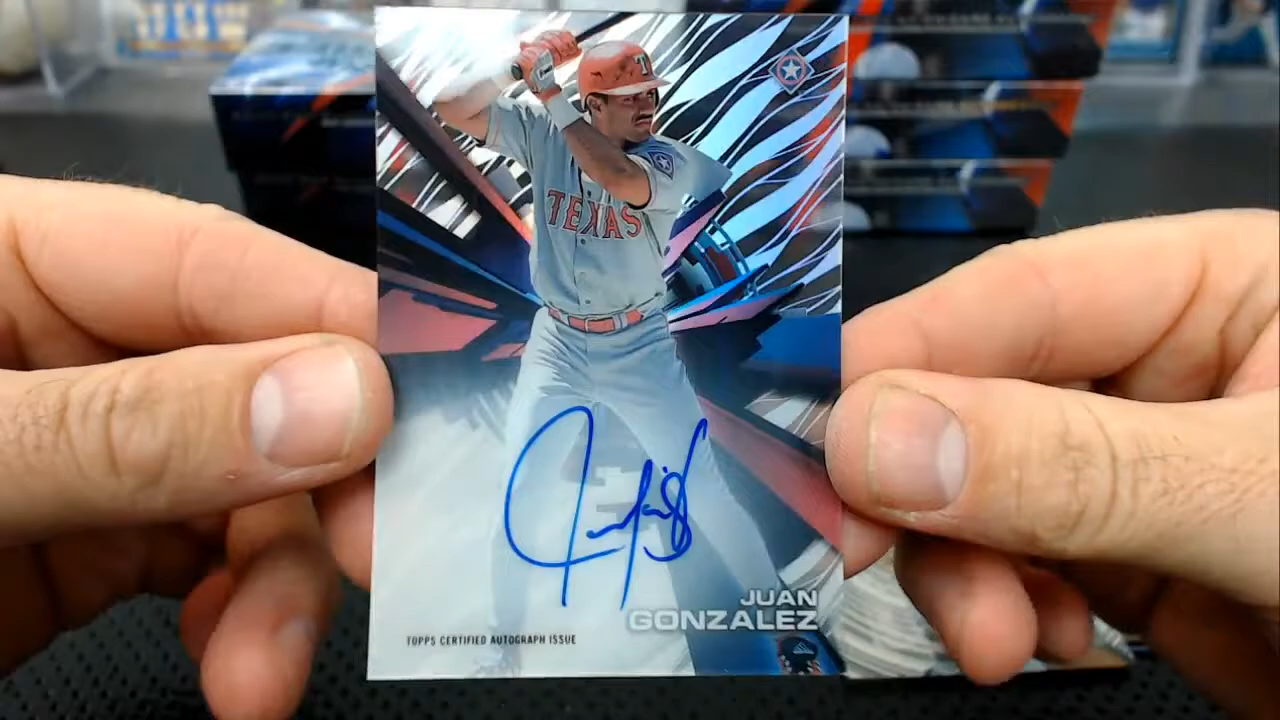 T
TEXAS
TOPPS CERTIFIED AUTOGRAPH ISSUE
JUAN
GONZALEZ